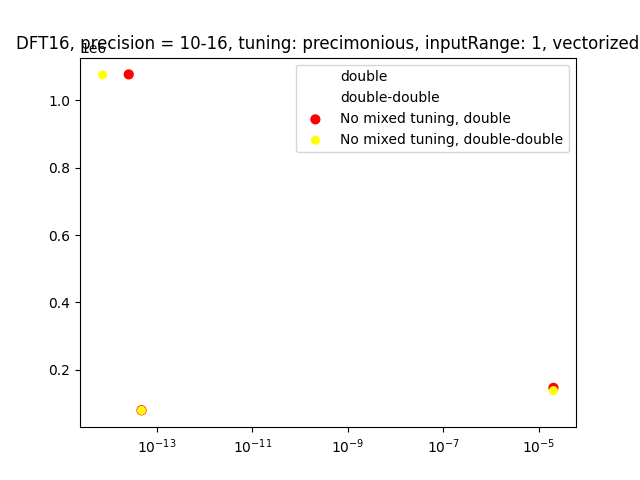 DFT16, precision = 10-16, tuning: precimonious, inputRange: 1, vectorized
1e6
double
double-double
No mixed tuning, double
No mixed tuning, double-double
1.0
0.8
0.6
0.4
0.2
10⁻¹³ 10⁻¹¹ 10⁻⁹ 10⁻⁷ 10⁻⁵